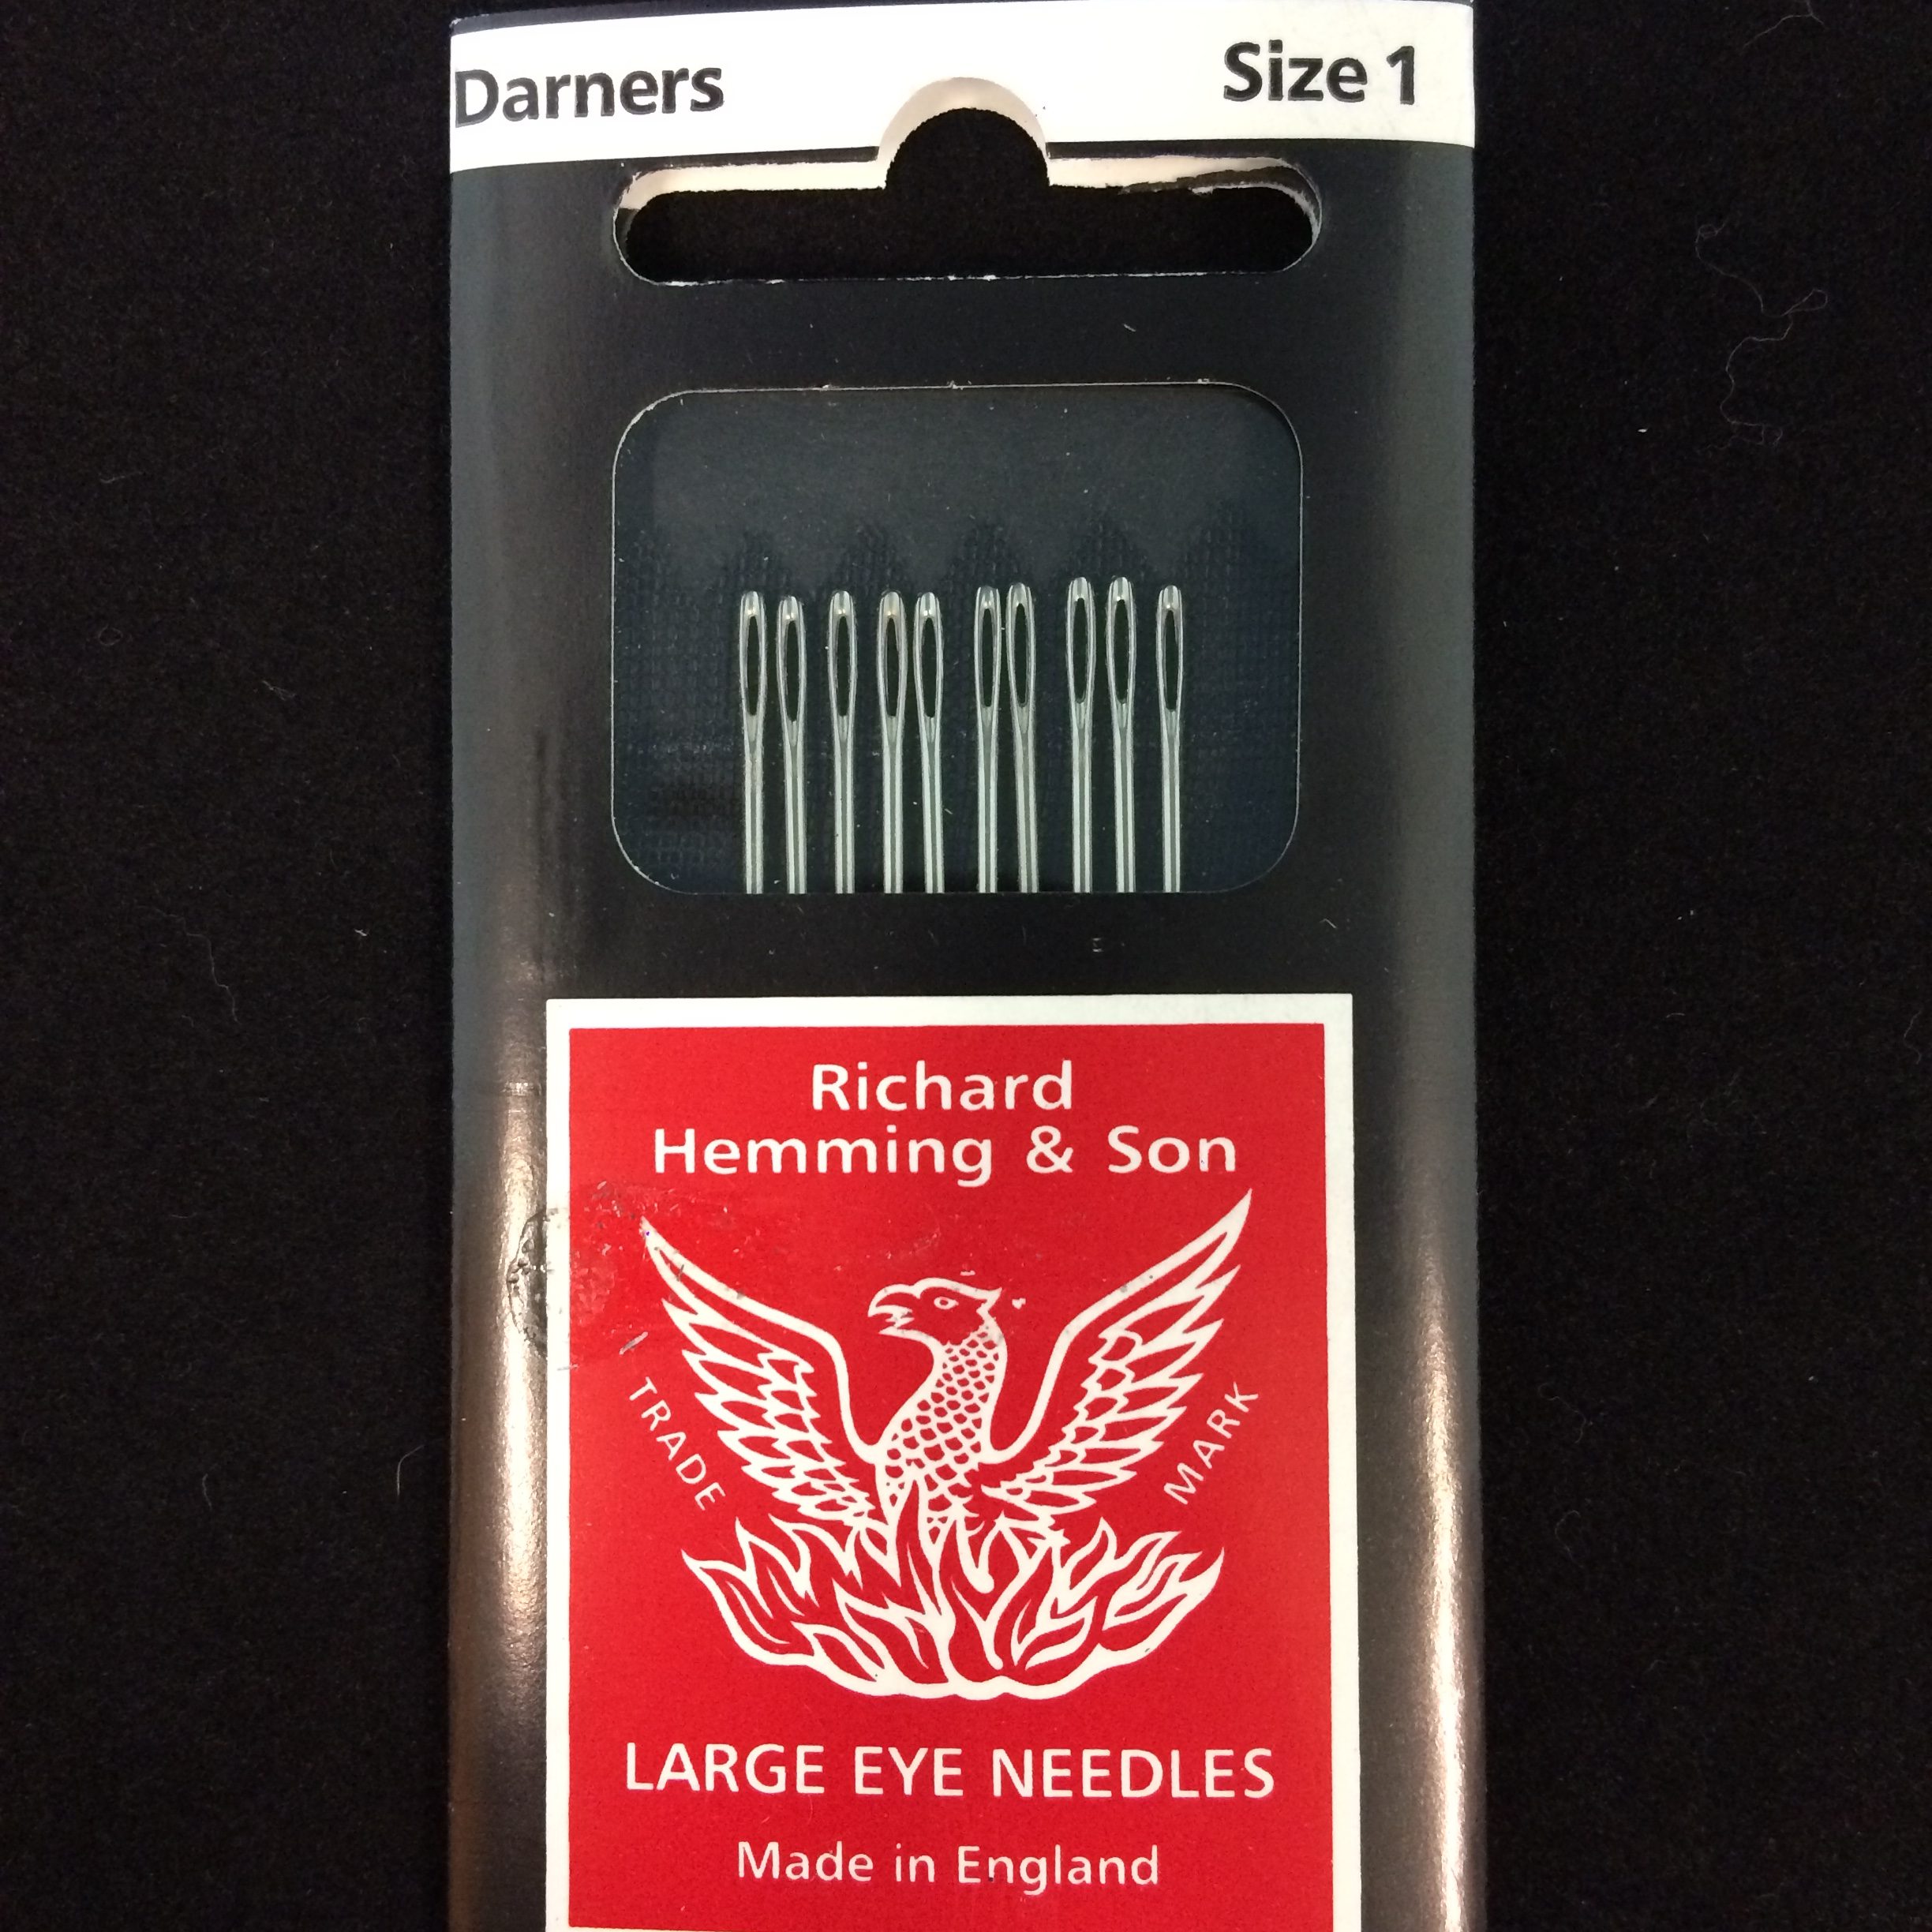 Darners Size 1
Richard
Hemming & Son
TRADE MARK
LARGE EYE NEEDLES
Made in England